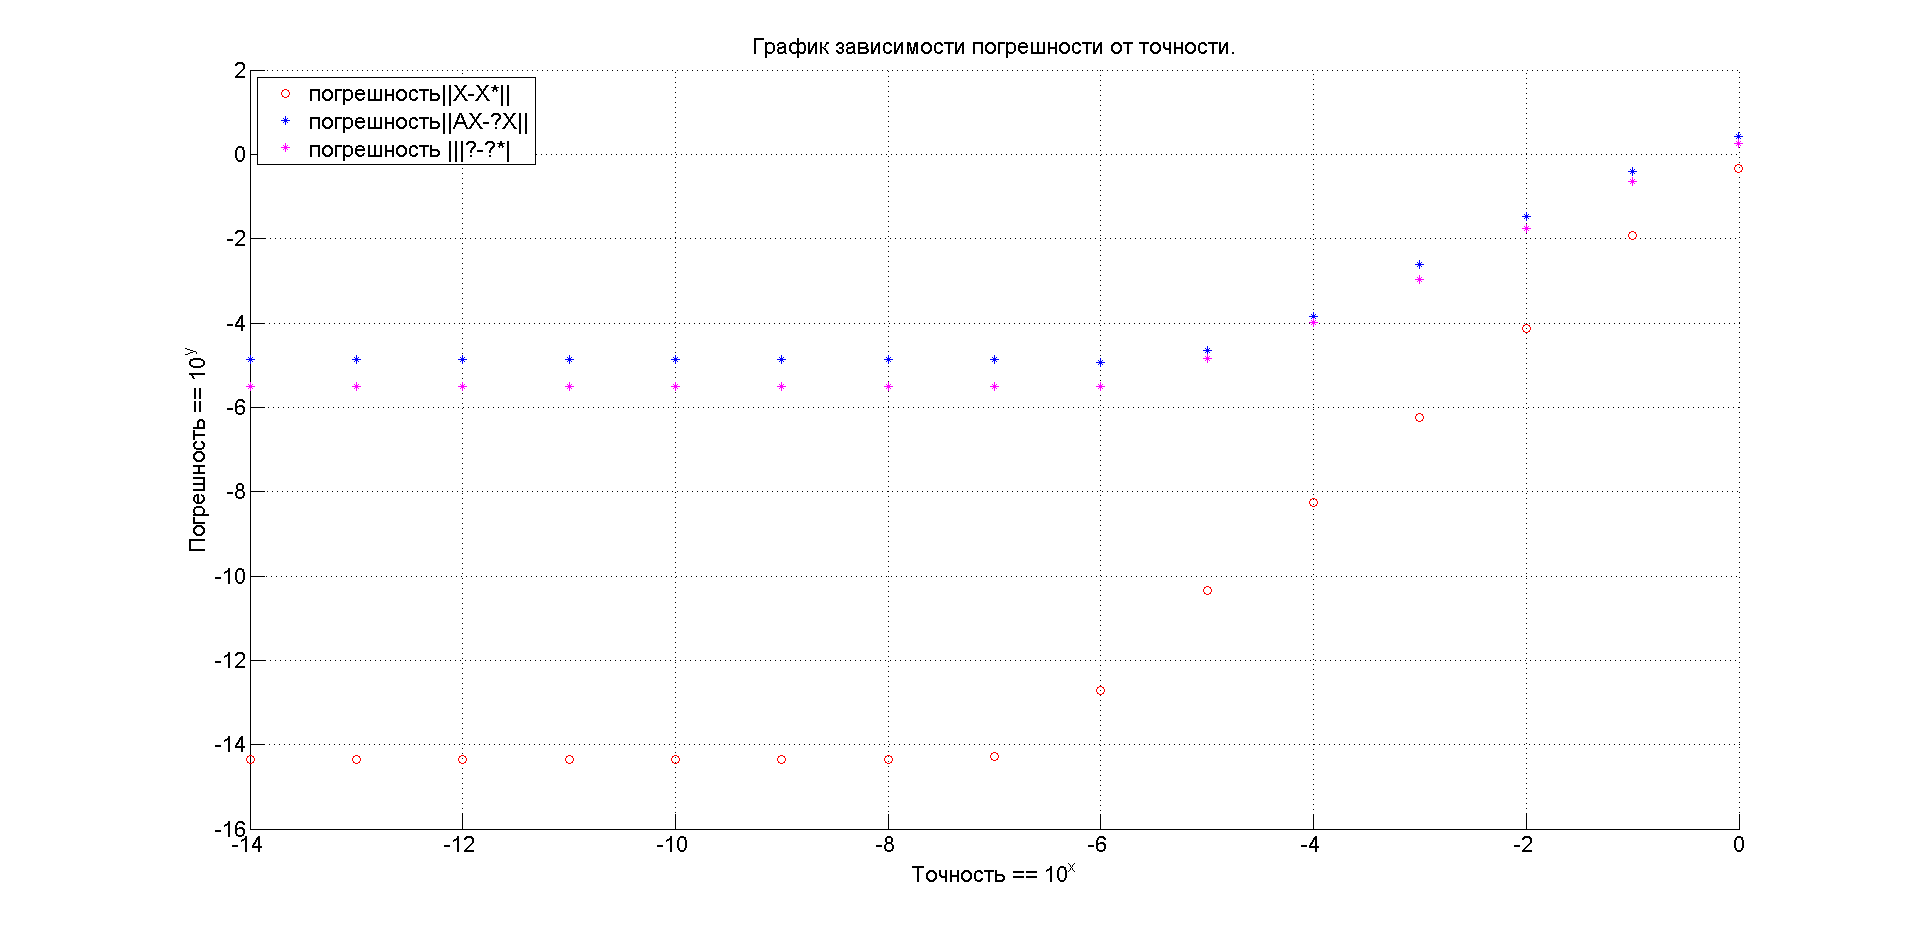 График зависимости погрешности от точности.
погрешность||X-X*||
погрешность||AX-?X||
погрешность |||?-?*|
2
0
-2
-4
-6
-8
-10
-12
-14
-16
Погрешность == 10^y
-14 -12 -10 -8 -6 -4 -2 0
Точность == 10^x